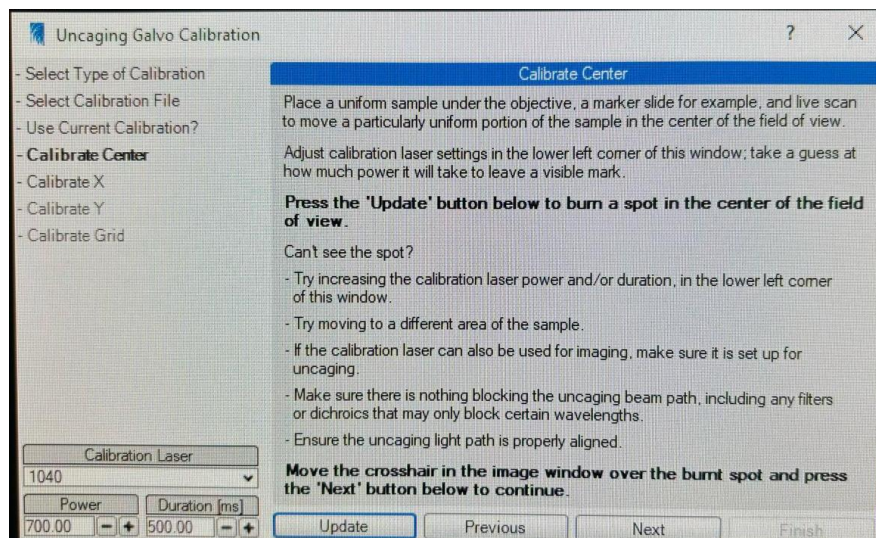 Uncaging Galvo Calibration
?
- Select Type of Calibration
- Select Calibration File
- Use Current Calibration?
- Calibrate Center
- Calibrate X
- Calibrate Y
- Calibrate Grid
Calibrate Center
Place a uniform sample under the objective, a marker slide for example, and live scan
to move a particularly uniform portion of the sample in the center of the field of view.
Adjust calibration laser settings in the lower left corner of this window; take a guess at
how much power it will take to leave a visible mark.
Press the 'Update' button below to burn a spot in the center of the field
of view.
Can't see the spot?
- Try increasing the calibration laser power and/or duration, in the lower left corner
of this window.
- Try moving to a different area of the sample.
- If the calibration laser can also be used for imaging, make sure it is set up for
uncaging.
- Make sure there is nothing blocking the uncaging beam path, including any filters
or dichroics that may only block certain wavelengths.
- Ensure the uncaging light path is properly aligned.
Move the crosshair in the image window over the burnt spot and press
the 'Next' button below to continue.
Calibration Laser
1040
Power Duration [ms]
700.00 - + 500.00 - +
Update Previous Next Finish